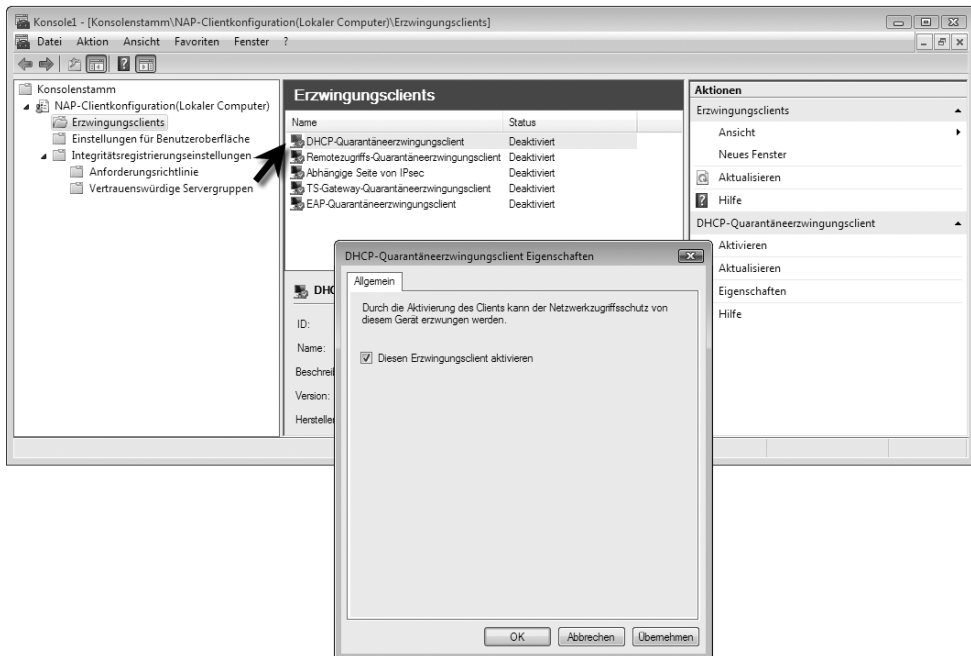 Konsole1 - [Konsolenstamm\NAP-Clientkonfiguration(Lokaler Computer)\Erzwingungsclients]
Datei Aktion Ansicht Favoriten Fenster ?
Konsolenstamm
NAP-Clientkonfiguration(Lokaler Computer)
Erzwingungsclients
Einstellungen für Benutzeroberfläche
Integritätsregistrierungseinstellungen
Anforderungsrichtlinie
Vertrauenswürdige Servergruppen
Erzwingungsclients
Name Status
DHCP-Quarantäneerzwingungsclient Deaktiviert
Remotezugriffs-Quarantäneerzwingungsclient Deaktiviert
Abhängige Seite von IPsec Deaktiviert
TS-Gateway-Quarantäneerzwingungsclient Deaktiviert
EAP-Quarantäneerzwingungsclient Deaktiviert
ID:
Name:
Version:
Aktionen
Erzwingungsclients
Ansicht
Neues Fenster
Aktualisieren
Hilfe
DHCP-Quarantäneerzwingungsclient
Aktivieren
Aktualisieren
Eigenschaften
Hilfe
DHCP-Quarantäneerzwingungsclient Eigenschaften
Allgemein
Durch die Aktivierung des Clients kann der Netzwerkzugriffsschutz von
diesem Gerät erzwungen werden.
Diesen Erzwingungsclient aktivieren
OK Abbrechen Übernehmen